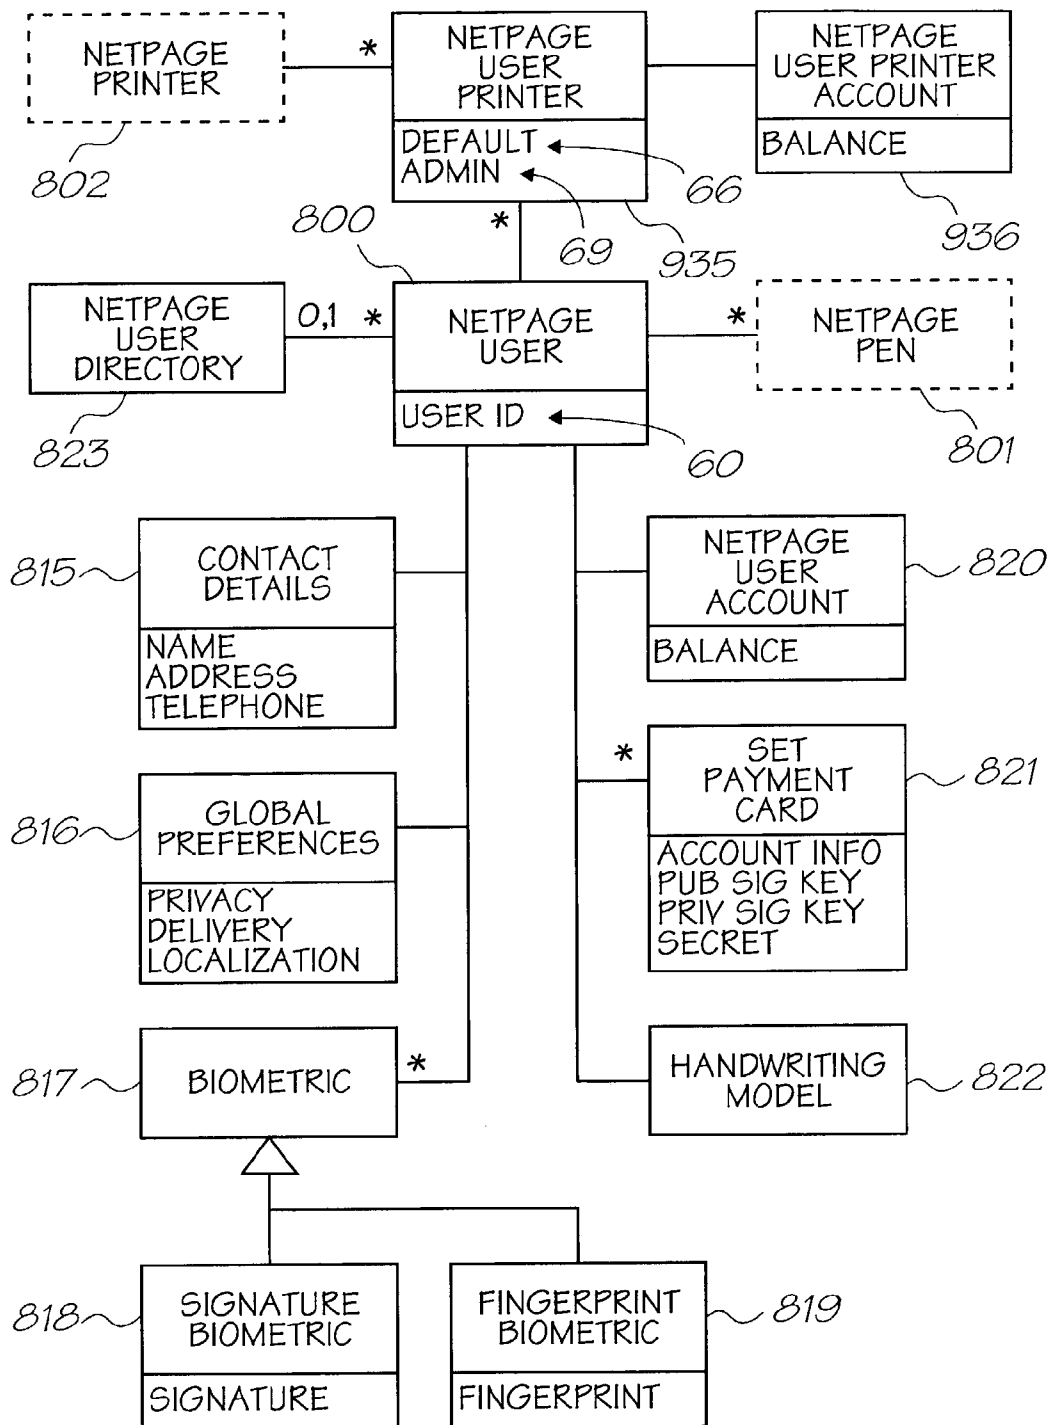 NETPAGE
PRINTER
802
*
NETPAGE
USER
PRINTER
DEFAULT
ADMIN
66
69
935
NETPAGE
USER PRINTER
ACCOUNT
BALANCE
936
*
800
NETPAGE
USER
DIRECTORY
823
0,1
*
NETPAGE
USER
USER ID
60
*
NETPAGE
PEN
801
815
CONTACT
DETAILS
NAME
ADDRESS
TELEPHONE
NETPAGE
USER
ACCOUNT
BALANCE
820
816
GLOBAL
PREFERENCES
PRIVACY
DELIVERY
LOCALIZATION
*
SET
PAYMENT
CARD
ACCOUNT INFO
PUB SIG KEY
PRIV SIG KEY
SECRET
821
817
BIOMETRIC
*
HANDWRITING
MODEL
822
818
SIGNATURE
BIOMETRIC
SIGNATURE
FINGERPRINT
BIOMETRIC
FINGERPRINT
819